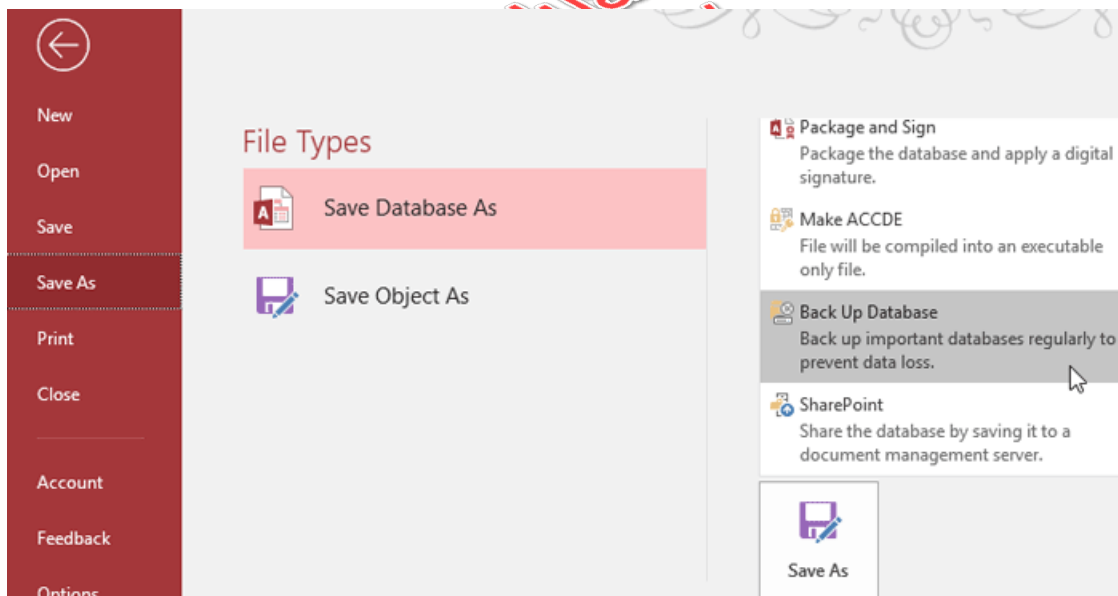 New
Open
Save
Save As
Print
Close
Account
Feedback
Options
File Types
Save Database As
Save Object As
Package and Sign
Package the database and apply a digital
signature.
Make ACCDE
File will be compiled into an executable
only file.
Back Up Database
Back up important databases regularly to
prevent data loss.
SharePoint
Share the database by saving it to a
document management server.
Save As